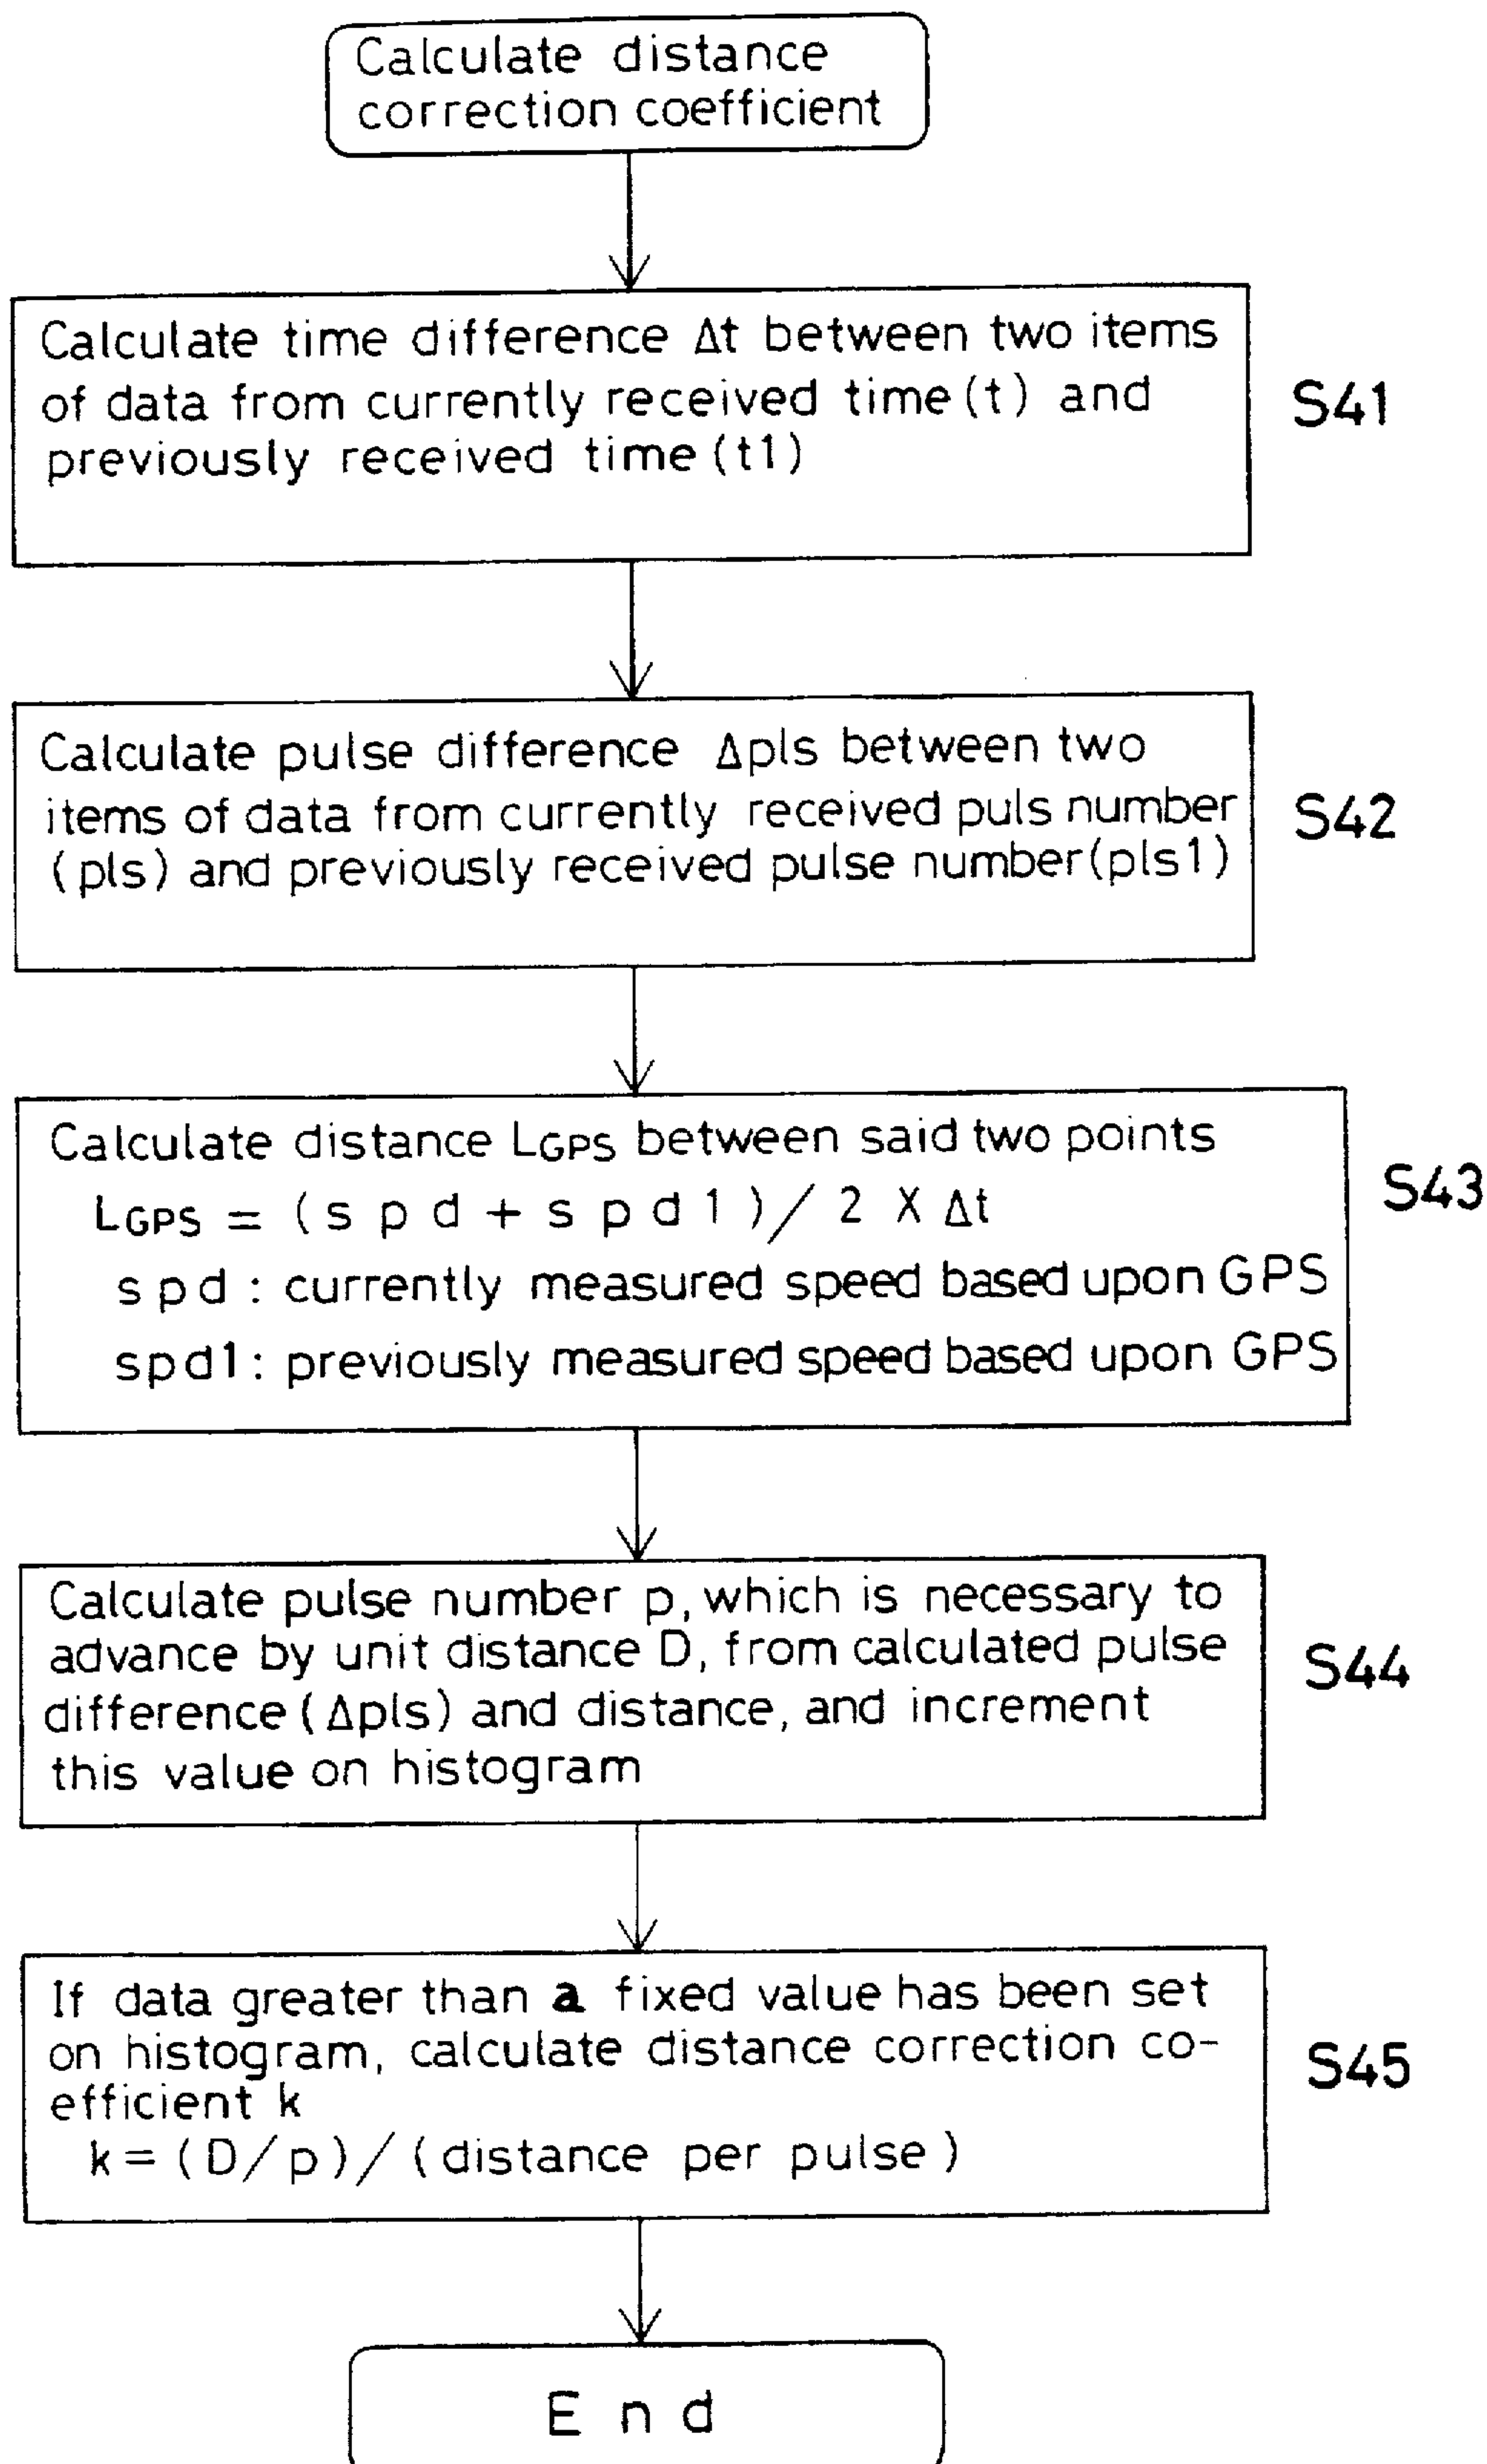 Calculate distance
correction coefficient
Calculate time difference Δt between two items
of data from currently received time (t) and
previously received time (t1)
S41
Calculate pulse difference Δpls between two
items of data from currently received puls number
(pls) and previously received pulse number(pls1)
S42
Calculate distance LGPS between said two points
LGPS = (spd + spd1)/2 X Δt
spd : currently measured speed based upon GPS
spd1 : previously measured speed based upon GPS
S43
Calculate pulse number p, which is necessary to
advance by unit distance D, from calculated pulse
difference (Δpls) and distance, and increment
this value on histogram
S44
If data greater than a fixed value has been set
on histogram, calculate distance correction co-
efficient k
k = (D/p)/(distance per pulse)
S45
End